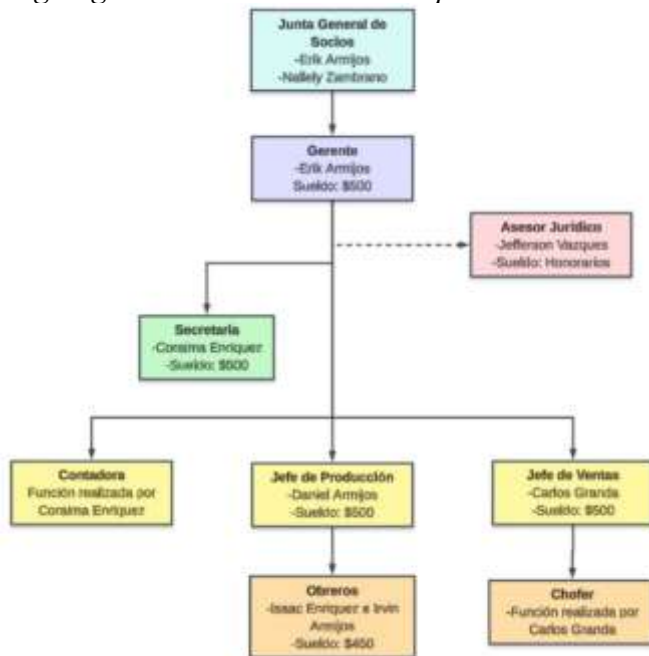 Junta General de
Socios
-Erik Armijos
-Nallely Zambrano
Gerente
-Erik Armijos
Sueldo: $500
Asesor Jurídico
-Jefferson Vazques
-Sueldo: Honorarios
Secretaria
-Coraima Enriquez
-Sueldo: $500
Contadora
Función realizada por
Coraima Enriquez
Jefe de Producción
-Daniel Armijos
-Sueldo: $500
Jefe de Ventas
-Carlos Granda
-Sueldo: $500
Obreros
-Isaac Enriquez e Irvin
Armijos
-Sueldo: $450
Chofer
-Función realizada por
Carlos Granda